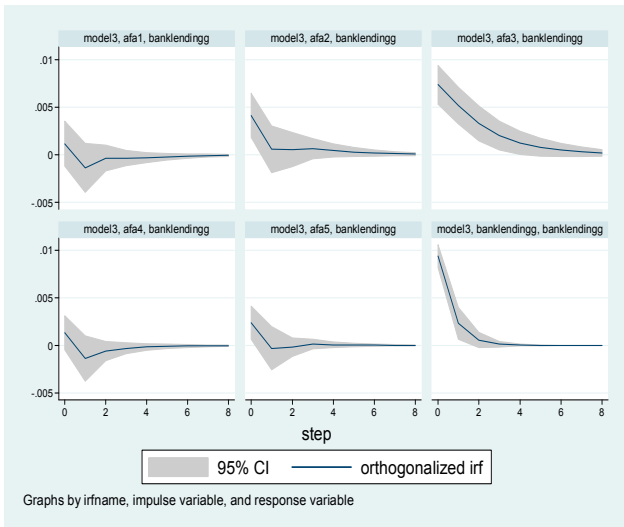 model3, afa1, banklendingg
model3, afa2, banklendingg
model3, afa3, banklendingg
.01
.005
0
-.005
model3, afa4, banklendingg
model3, afa5, banklendingg
model3, banklendingg, banklendingg
.01
.005
0
-.005
0 2 4 6 8
0 2 4 6 8
0 2 4 6 8
step
95% CI
orthogonalized irf
Graphs by irfname, impulse variable, and response variable